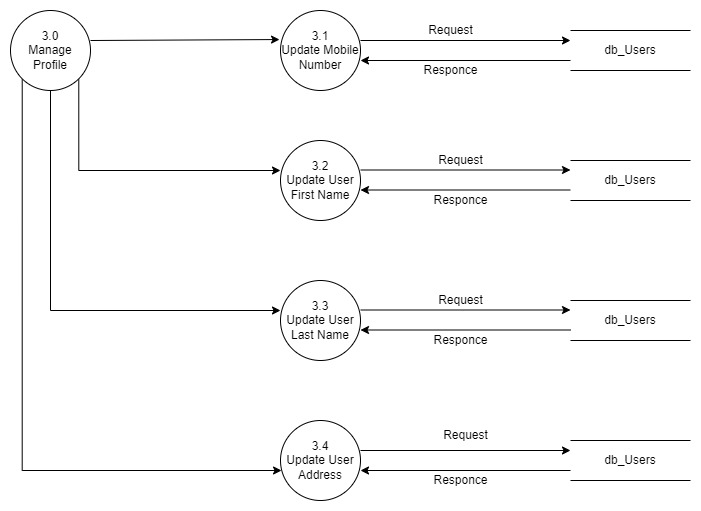 3.0
Manage
Profile
3.1
Update Mobile
Number
Request
Responce
db_Users
3.2
Update User
First Name
Request
Responce
db_Users
3.3
Update User
Last Name
Request
Responce
db_Users
3.4
Update User
Address
Request
Responce
db_Users